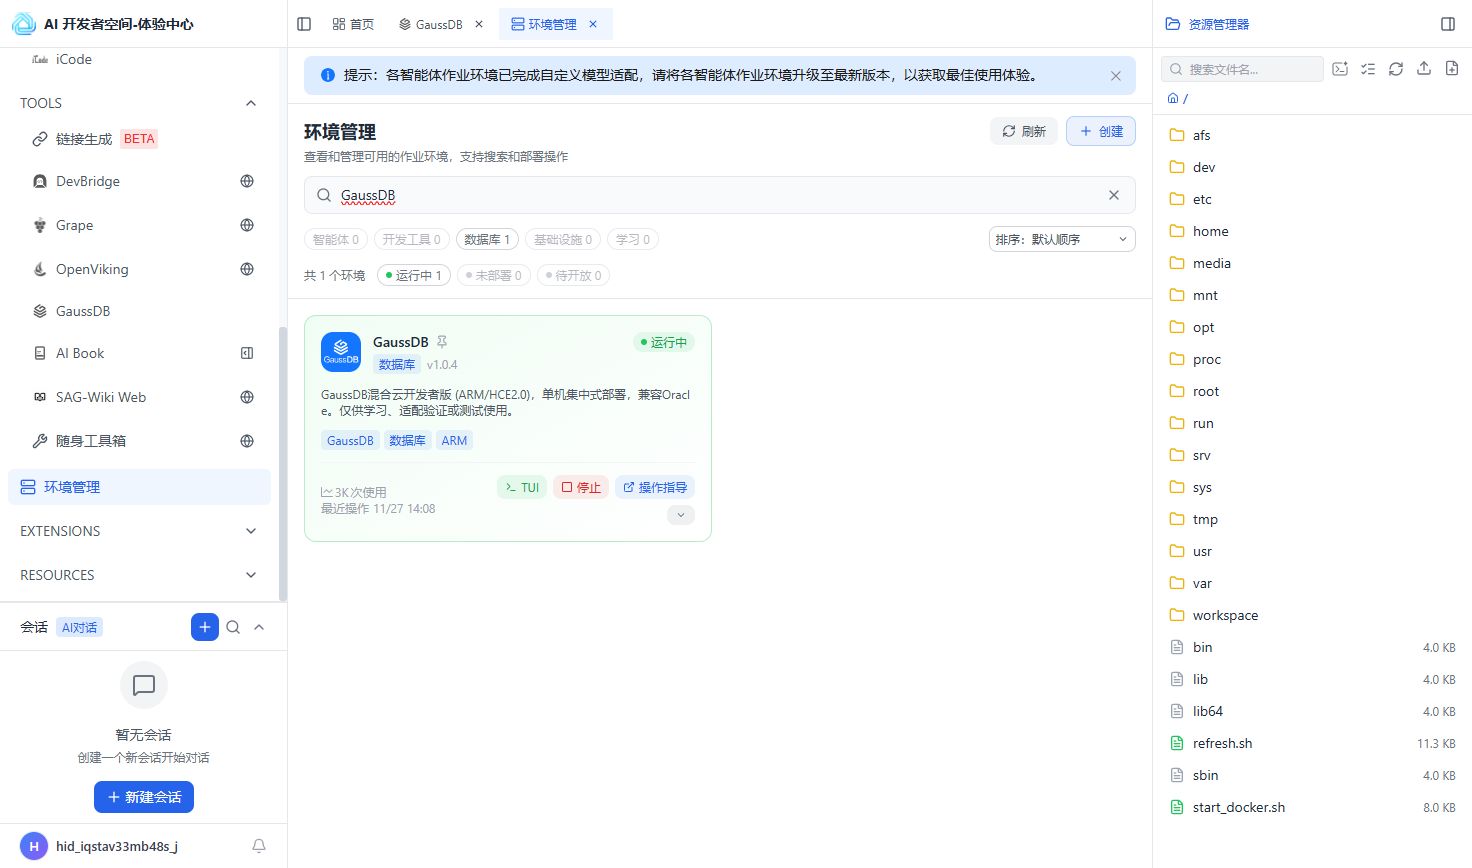 AI 开发者空间-体验中心
iCode
TOOLS
链接生成 BETA
DevBridge
Grape
OpenViking
GaussDB
AI Book
SAG-Wiki Web
随身工具箱
环境管理
EXTENSIONS
RESOURCES
会话 AI对话
暂无会话
创建一个新会话开始对话
新建会话
H hid_iqstav33mb48s_j
首页 GaussDB 环境管理
提示：各智能体作业环境已完成自定义模型适配，请将各智能体作业环境升级至最新版本，以获取最佳使用体验。
环境管理
刷新 创建
查看和管理可用的作业环境，支持搜索和部署操作
GaussDB
智能体 0 开发工具 0 数据库 1 基础设施 0 学习 0
排序：默认顺序
共 1 个环境 运行中 1 未部署 0 待开放 0
GaussDB
GaussDB 运行中
数据库 v1.0.4
GaussDB混合云开发者版 (ARM/HCE2.0)，单机集中式部署，兼容Oracl
e。仅供学习、适配验证或测试使用。
GaussDB 数据库 ARM
3K 次使用
最近操作 11/27 14:08
TUI 停止 操作指导
资源管理器
搜索文件名...
/
afs
dev
etc
home
media
mnt
opt
proc
root
run
srv
sys
tmp
usr
var
workspace
bin 4.0 KB
lib 4.0 KB
lib64 4.0 KB
refresh.sh 11.3 KB
sbin 4.0 KB
start_docker.sh 8.0 KB